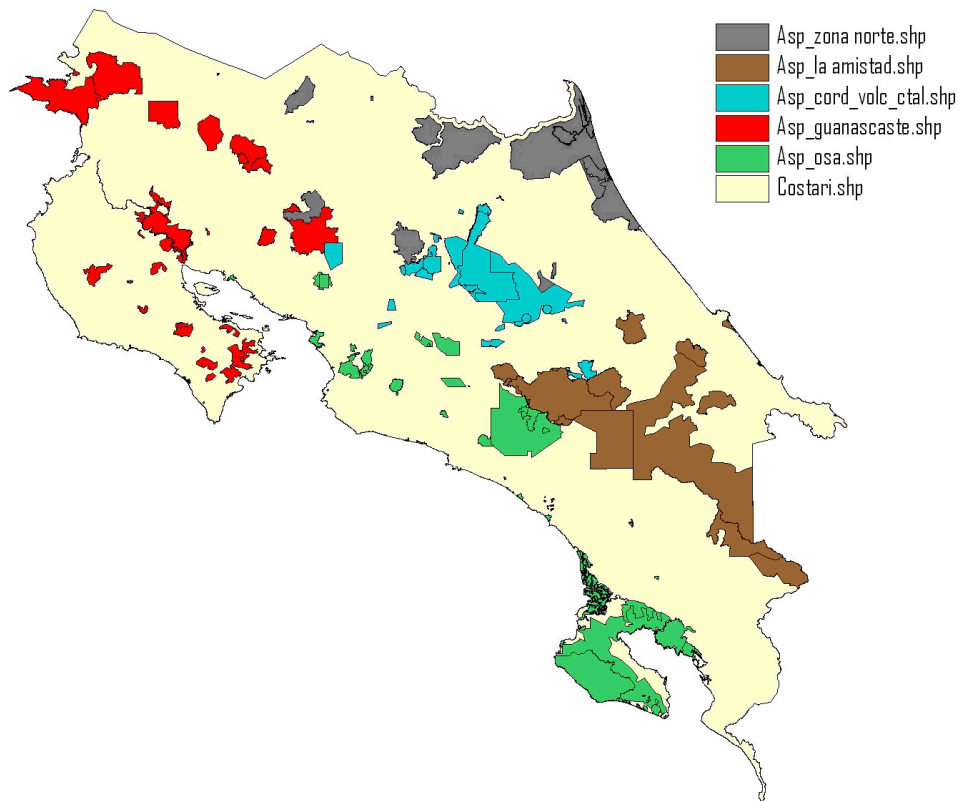 Asp_zona norte.shp
Asp_la amistad.shp
Asp_cord_volc_ctal.shp
Asp_guanascaste.shp
Asp_osa.shp
Costari.shp